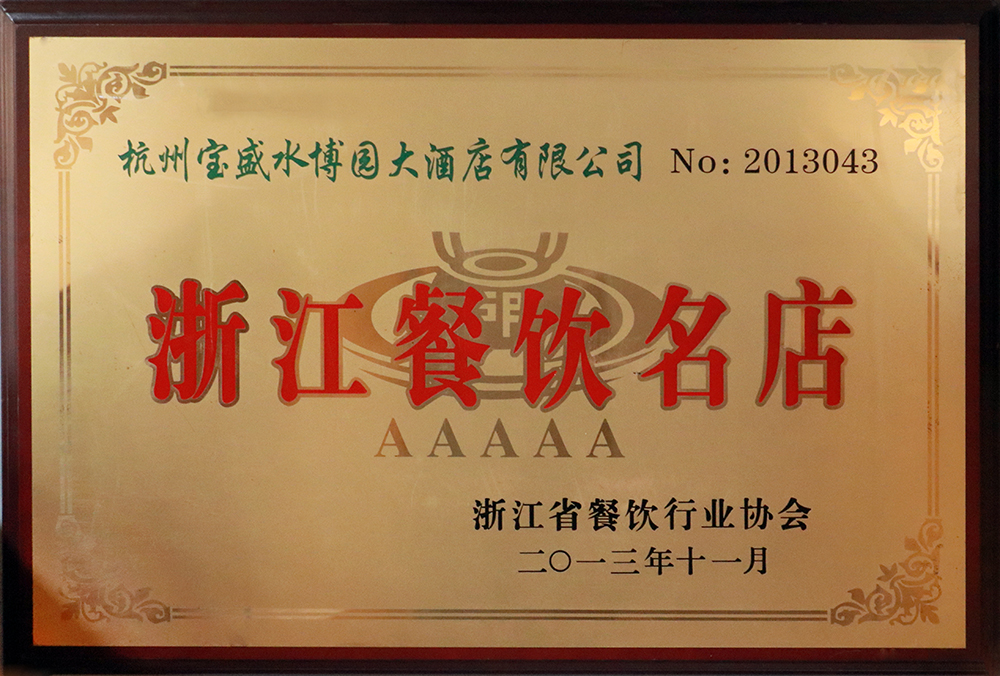 杭州宝盛水博园大酒店有限公司 No: 2013043
浙江餐饮名店
AAAAA
浙江省餐饮行业协会
二〇一三年十一月